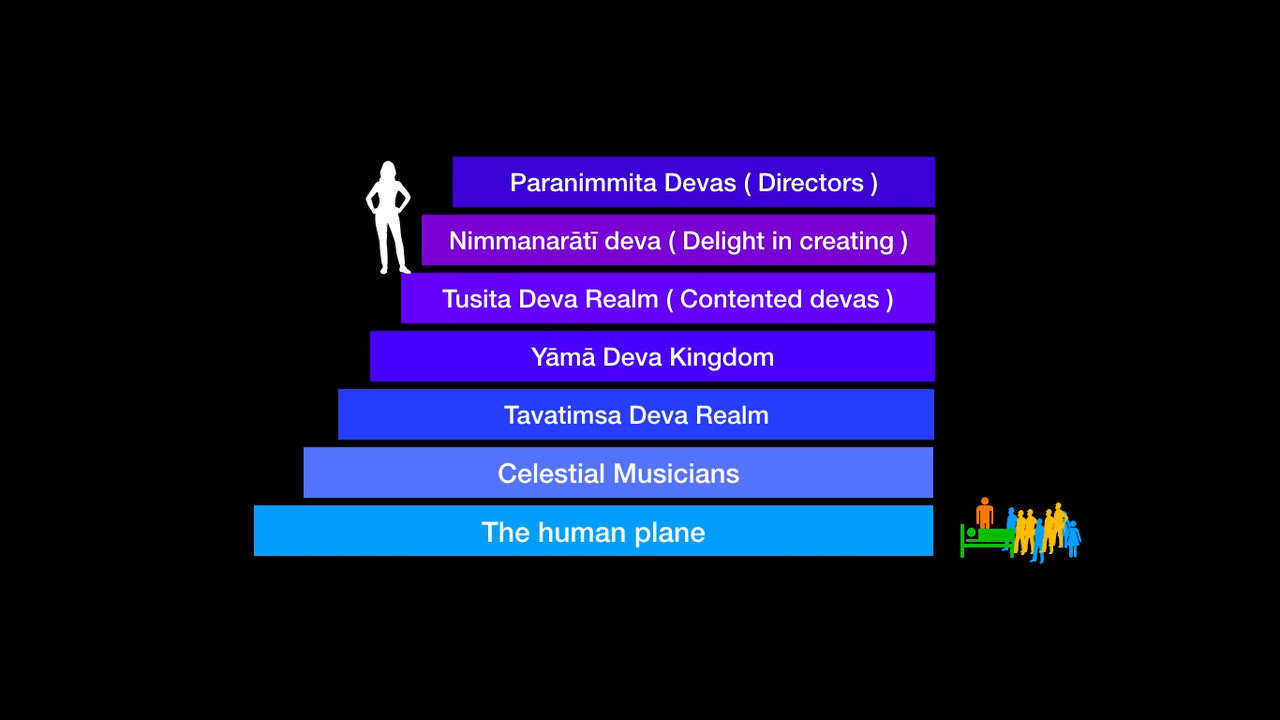 Paranimmita Devas ( Directors )
Nimmanarātī deva ( Delight in creating )
Tusita Deva Realm ( Contented devas )
Yāmā Deva Kingdom
Tavatimsa Deva Realm
Celestial Musicians
The human plane